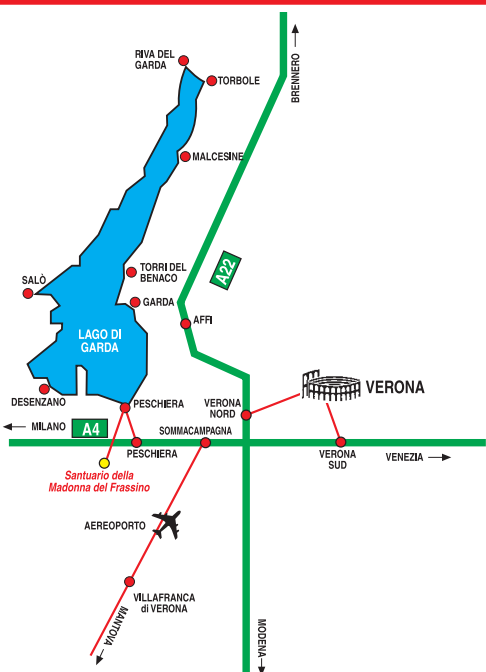 RIVA DEL
GARDA
TORBOLE
BRENNERO
MALCESINE
A22
TORRI DEL
BENACO
SALÒ
GARDA
AFFI
LAGO DI
GARDA
DESENZANO
PESCHIERA
VERONA
NORD
VERONA
MILANO
A4
PESCHIERA
SOMMACAMPAGNA
VERONA
SUD
VENEZIA
Santuario della
Madonna del Frassino
AEREOPORTO
VILLAFRANCA
di VERONA
MANTOVA
MODENA